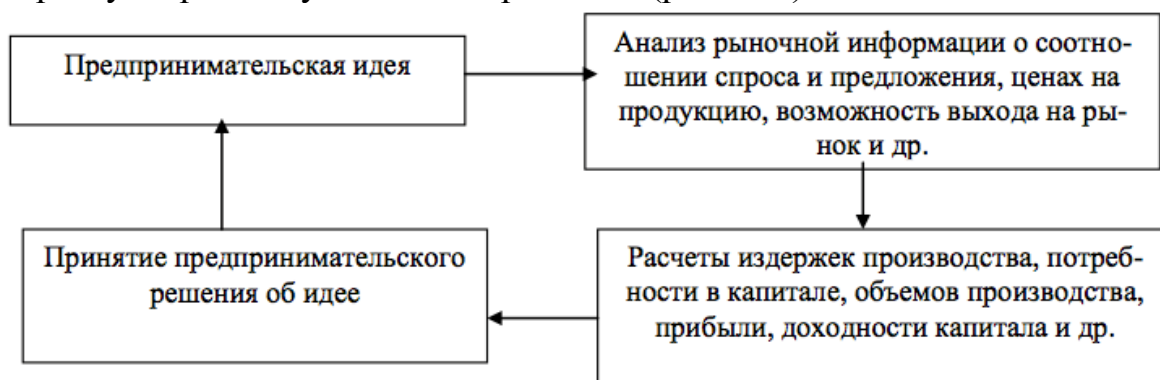 Предпринимательская идея
Анализ рыночной информации о соотно-
шении спроса и предложения, ценах на
продукцию, возможность выхода на ры-
нок и др.
Принятие предпринимательского
решения об идее
Расчеты издержек производства, потреб-
ности в капитале, объемов производства,
прибыли, доходности капитала и др.